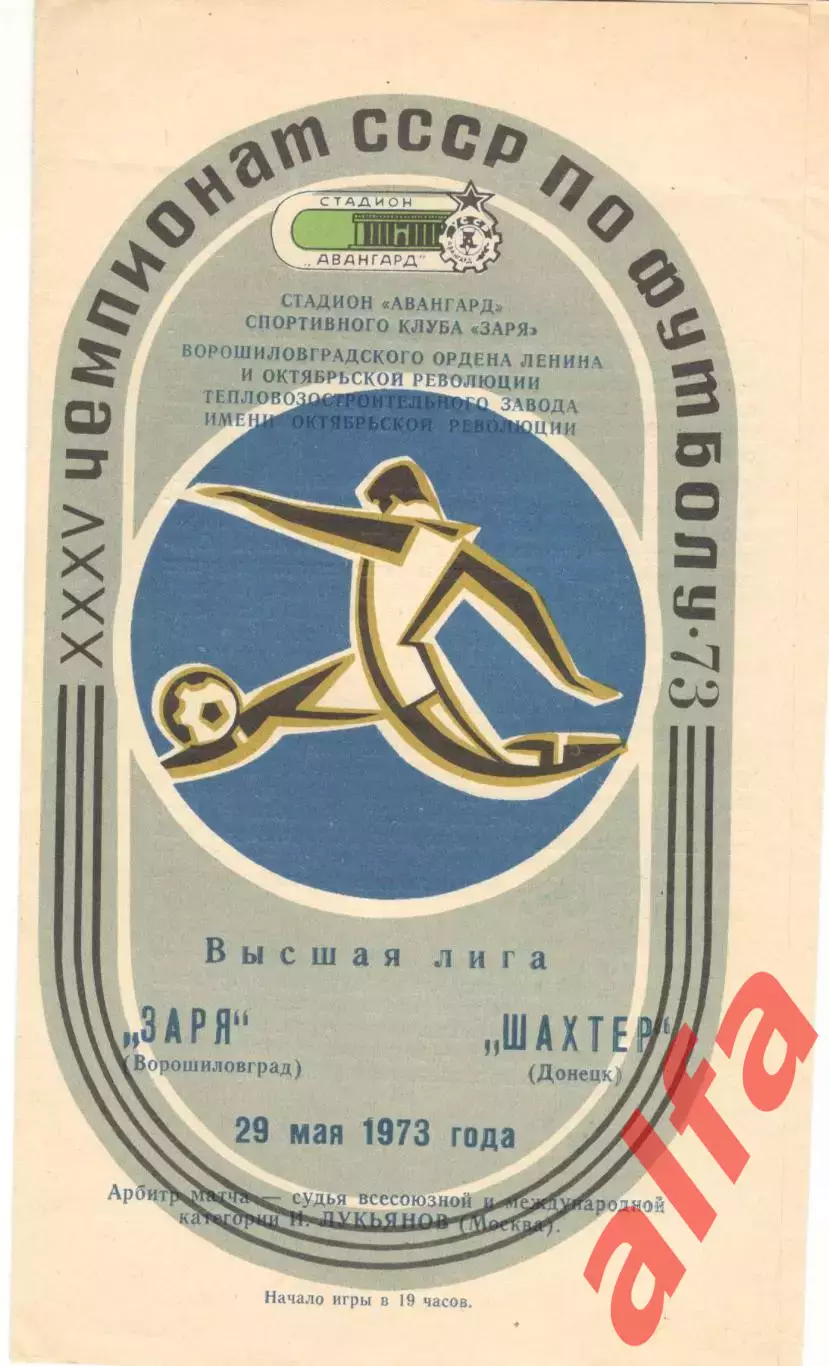 XXXV чемпионат СССР по футболу·73
СТАДИОН
„АВАНГАРД"
СТАДИОН «АВАНГАРД»
СПОРТИВНОГО КЛУБА «ЗАРЯ»
ВОРОШИЛОВГРАДСКОГО ОРДЕНА ЛЕНИНА
И ОКТЯБРЬСКОЙ РЕВОЛЮЦИИ
ТЕПЛОВОЗОСТРОИТЕЛЬНОГО ЗАВОДА
ИМЕНИ ОКТЯБРЬСКОЙ РЕВОЛЮЦИИ
Высшая лига
„ЗАРЯ"
(Ворошиловград)
„ШАХТЕР"
(Донецк)
29 мая 1973 года
Арбитр матча — судья всесоюзной и международной
категории И. ЛУКЬЯНОВ (Москва).
Начало игры в 19 часов.
alfa